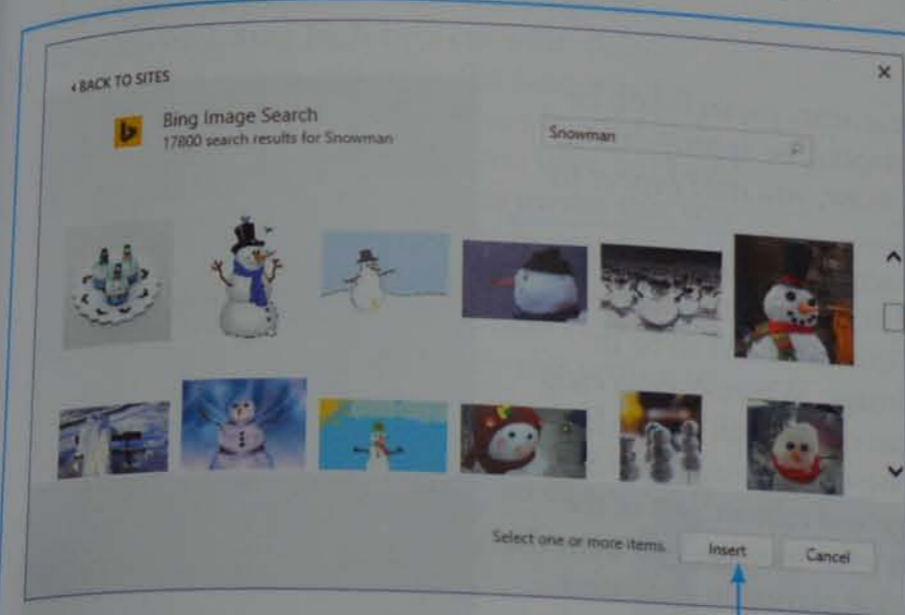 BACK TO SITES
Bing Image Search
17800 search results for Snowman
Snowman
Select one or more items.
Insert
Cancel